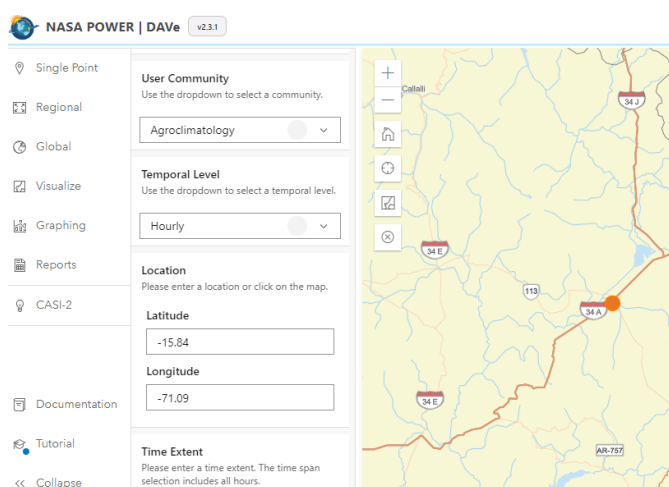 NASA POWER | DAVe v2.3.1
Single Point
Regional
Global
Visualize
Graphing
Reports
CASI-2
Documentation
Tutorial
Collapse
User Community
Use the dropdown to select a community.
Agroclimatology
Temporal Level
Use the dropdown to select a temporal level.
Hourly
Location
Please enter a location or click on the map.
Latitude
-15.84
Longitude
-71.09
Time Extent
Please enter a time extent. The time span
selection includes all hours.
Callalli
34 J
34 E
113
34 A
34 E
AR-757